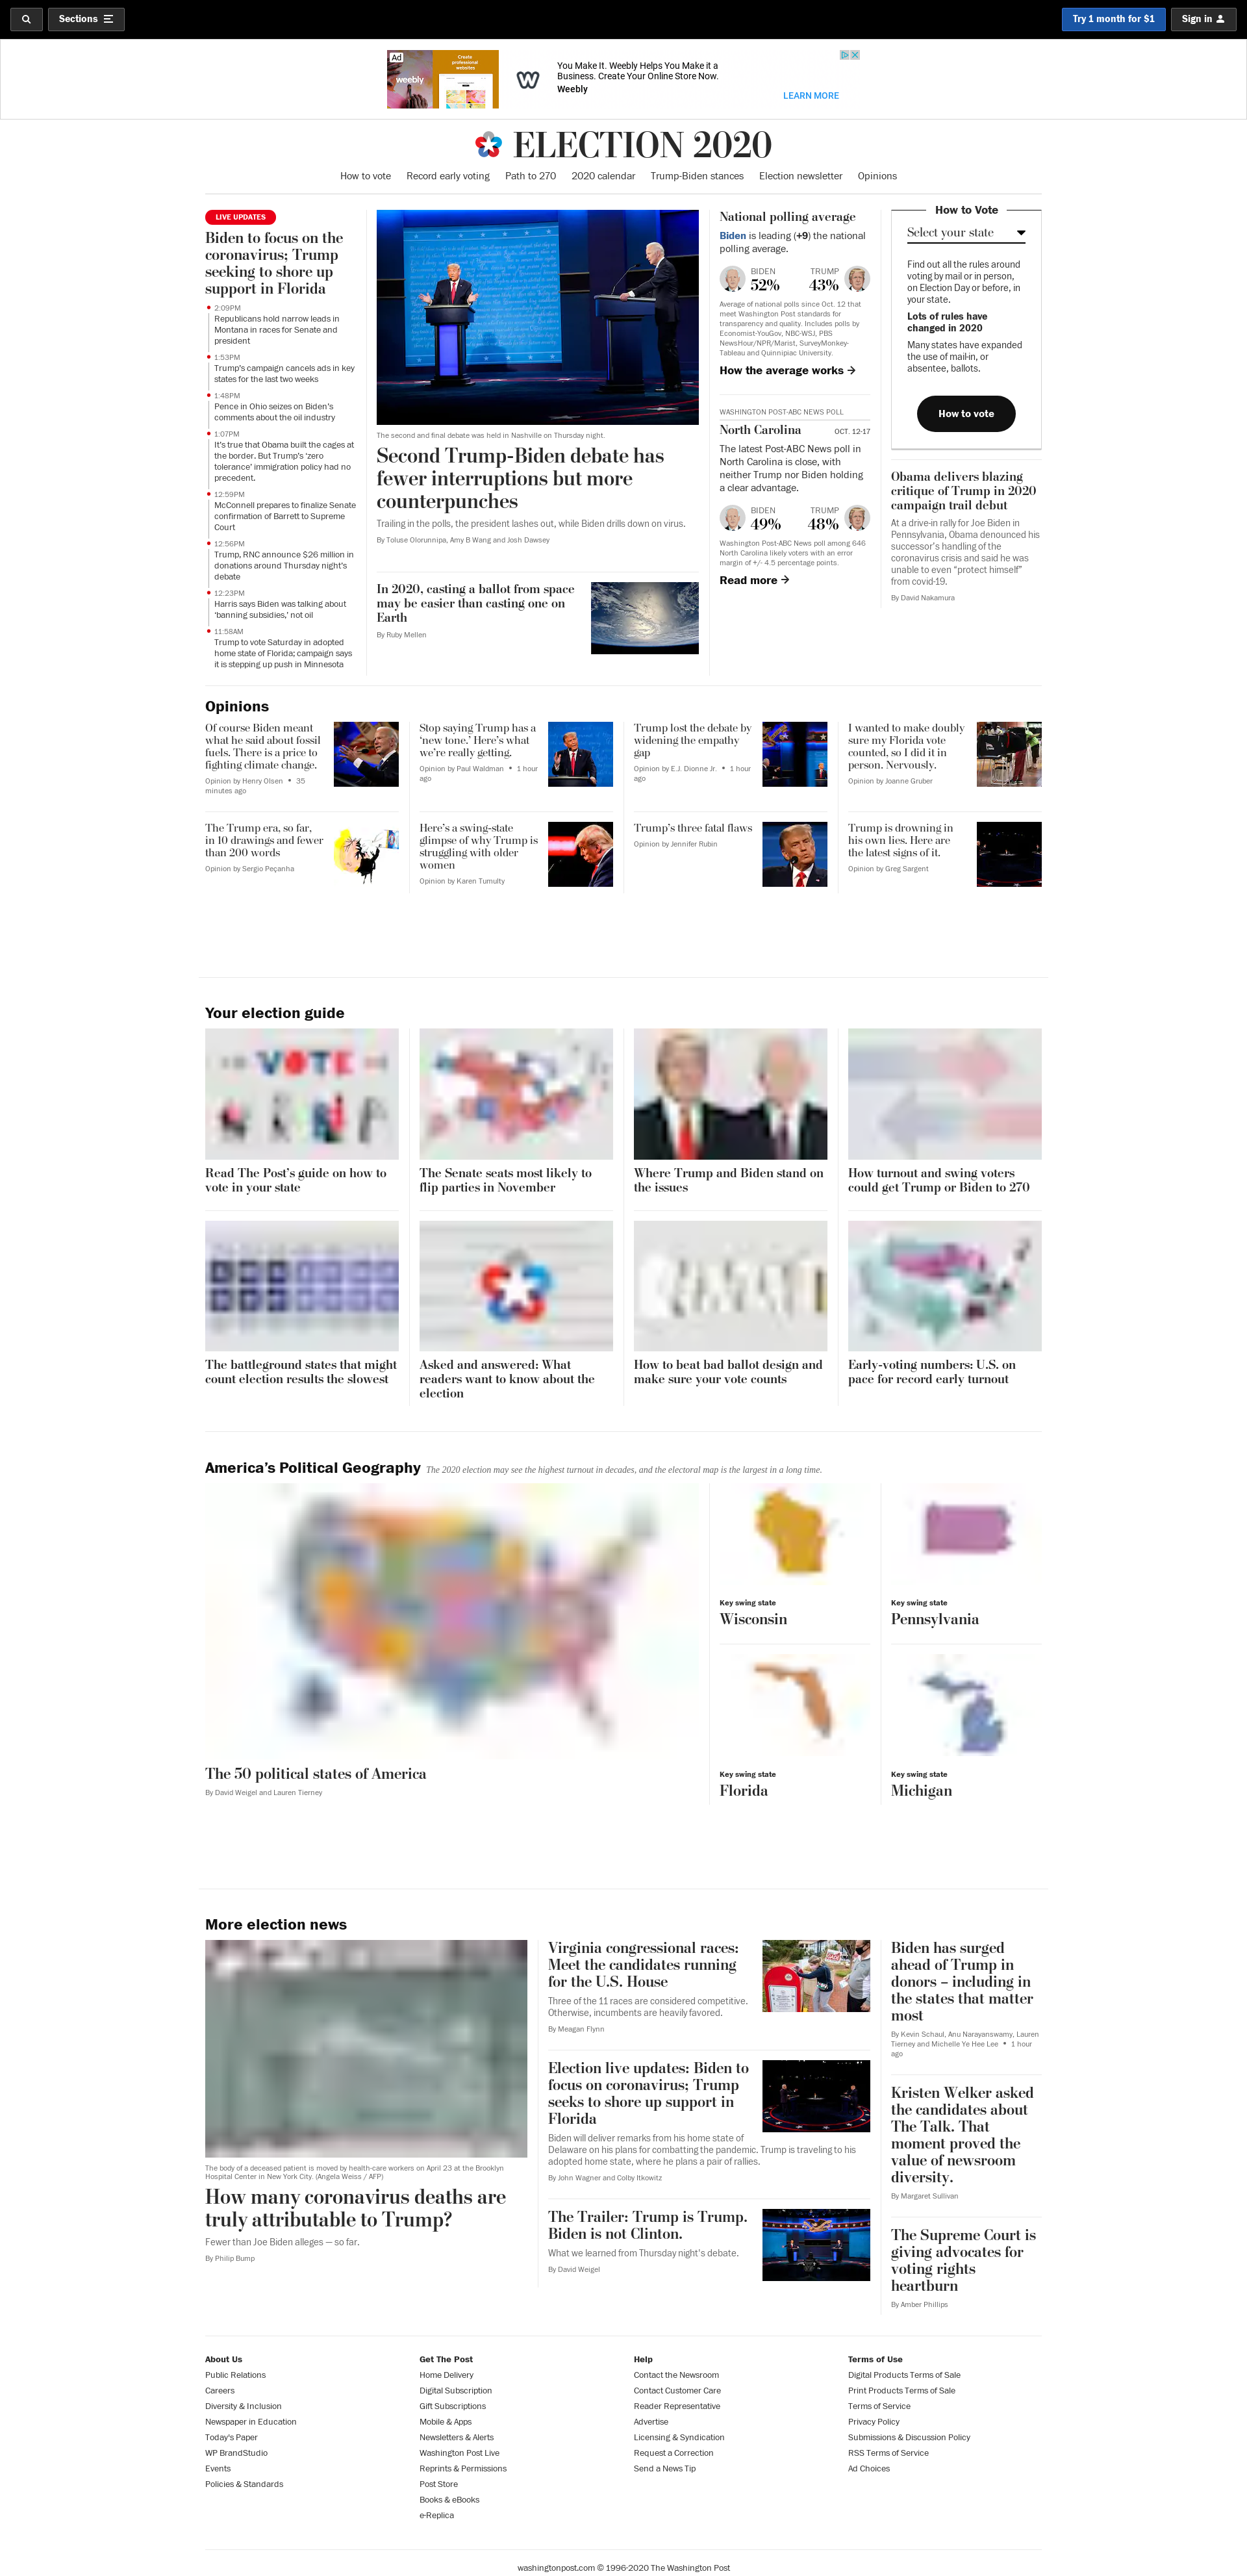 Sections
Try 1 month for $1
Sign in
Ad
Create
professional
websites
weebly
You Make It. Weebly Helps You Make it a
Business. Create Your Online Store Now.
Weebly
LEARN MORE
ELECTION 2020
How to vote
Record early voting
Path to 270
2020 calendar
Trump-Biden stances
Election newsletter
Opinions
LIVE UPDATES
Biden to focus on the
coronavirus; Trump
seeking to shore up
support in Florida
2:09PM
Republicans hold narrow leads in
Montana in races for Senate and
president
1:53PM
Trump's campaign cancels ads in key
states for the last two weeks
1:48PM
Pence in Ohio seizes on Biden's
comments about the oil industry
1:07PM
It's true that Obama built the cages at
the border. But Trump's 'zero
tolerance' immigration policy had no
precedent.
12:59PM
McConnell prepares to finalize Senate
confirmation of Barrett to Supreme
Court
12:56PM
Trump, RNC announce $26 million in
donations around Thursday night's
debate
12:23PM
Harris says Biden was talking about
'banning subsidies,' not oil
11:58AM
Trump to vote Saturday in adopted
home state of Florida; campaign says
it is stepping up push in Minnesota
The second and final debate was held in Nashville on Thursday night.
Second Trump-Biden debate has
fewer interruptions but more
counterpunches
Trailing in the polls, the president lashes out, while Biden drills down on virus.
By Toluse Olorunnipa, Amy B Wang and Josh Dawsey
In 2020, casting a ballot from space
may be easier than casting one on
Earth
By Ruby Mellen
National polling average
Biden is leading (+9) the national
polling average.
BIDEN
52%
TRUMP
43%
Average of national polls since Oct. 12 that
meet Washington Post standards for
transparency and quality. Includes polls by
Economist-YouGov, NBC-WSJ, PBS
NewsHour/NPR/Marist, SurveyMonkey-
Tableau and Quinnipiac University.
How the average works →
WASHINGTON POST-ABC NEWS POLL
North Carolina
OCT. 12-17
The latest Post-ABC News poll in
North Carolina is close, with
neither Trump nor Biden holding
a clear advantage.
BIDEN
49%
TRUMP
48%
Washington Post-ABC News poll among 646
North Carolina likely voters with an error
margin of +/- 4.5 percentage points.
Read more →
How to Vote
Select your state
Find out all the rules around
voting by mail or in person,
on Election Day or before, in
your state.
Lots of rules have
changed in 2020
Many states have expanded
the use of mail-in, or
absentee, ballots.
How to vote
Obama delivers blazing
critique of Trump in 2020
campaign trail debut
At a drive-in rally for Joe Biden in
Pennsylvania, Obama denounced his
successor's handling of the
coronavirus crisis and said he was
unable to even "protect himself"
from covid-19.
By David Nakamura
Opinions
Of course Biden meant
what he said about fossil
fuels. There is a price to
fighting climate change.
Opinion by Henry Olsen • 35
minutes ago
Stop saying Trump has a
'new tone.' Here's what
we're really getting.
Opinion by Paul Waldman • 1 hour
ago
Trump lost the debate by
widening the empathy
gap
Opinion by E.J. Dionne Jr. • 1 hour
ago
I wanted to make doubly
sure my Florida vote
counted, so I did it in
person. Nervously.
Opinion by Joanne Gruber
The Trump era, so far,
in 10 drawings and fewer
than 200 words
Opinion by Sergio Peçanha
Here's a swing-state
glimpse of why Trump is
struggling with older
women
Opinion by Karen Tumulty
Trump's three fatal flaws
Opinion by Jennifer Rubin
Trump is drowning in
his own lies. Here are
the latest signs of it.
Opinion by Greg Sargent
Your election guide
VOTE
Read The Post's guide on how to
vote in your state
The Senate seats most likely to
flip parties in November
Where Trump and Biden stand on
the issues
How turnout and swing voters
could get Trump or Biden to 270
The battleground states that might
count election results the slowest
Asked and answered: What
readers want to know about the
election
How to beat bad ballot design and
make sure your vote counts
Early-voting numbers: U.S. on
pace for record early turnout
America's Political Geography
The 2020 election may see the highest turnout in decades, and the electoral map is the largest in a long time.
The 50 political states of America
By David Weigel and Lauren Tierney
Key swing state
Wisconsin
Key swing state
Pennsylvania
Key swing state
Florida
Key swing state
Michigan
More election news
The body of a deceased patient is moved by health-care workers on April 23 at the Brooklyn
Hospital Center in New York City. (Angela Weiss / AFP)
How many coronavirus deaths are
truly attributable to Trump?
Fewer than Joe Biden alleges — so far.
By Philip Bump
Virginia congressional races:
Meet the candidates running
for the U.S. House
Three of the 11 races are considered competitive.
Otherwise, incumbents are heavily favored.
By Meagan Flynn
Election live updates: Biden to
focus on coronavirus; Trump
seeks to shore up support in
Florida
Biden will deliver remarks from his home state of
Delaware on his plans for combatting the pandemic. Trump is traveling to his
adopted home state, where he plans a pair of rallies.
By John Wagner and Colby Itkowitz
The Trailer: Trump is Trump.
Biden is not Clinton.
What we learned from Thursday night's debate.
By David Weigel
Biden has surged
ahead of Trump in
donors – including in
the states that matter
most
By Kevin Schaul, Anu Narayanswamy, Lauren
Tierney and Michelle Ye Hee Lee • 1 hour
ago
Kristen Welker asked
the candidates about
The Talk. That
moment proved the
value of newsroom
diversity.
By Margaret Sullivan
The Supreme Court is
giving advocates for
voting rights
heartburn
By Amber Phillips
About Us
Public Relations
Careers
Diversity & Inclusion
Newspaper in Education
Today's Paper
WP BrandStudio
Events
Policies & Standards
Get The Post
Home Delivery
Digital Subscription
Gift Subscriptions
Mobile & Apps
Newsletters & Alerts
Washington Post Live
Reprints & Permissions
Post Store
Books & eBooks
e-Replica
Help
Contact the Newsroom
Contact Customer Care
Reader Representative
Advertise
Licensing & Syndication
Request a Correction
Send a News Tip
Terms of Use
Digital Products Terms of Sale
Print Products Terms of Sale
Terms of Service
Privacy Policy
Submissions & Discussion Policy
RSS Terms of Service
Ad Choices
washingtonpost.com © 1996-2020 The Washington Post